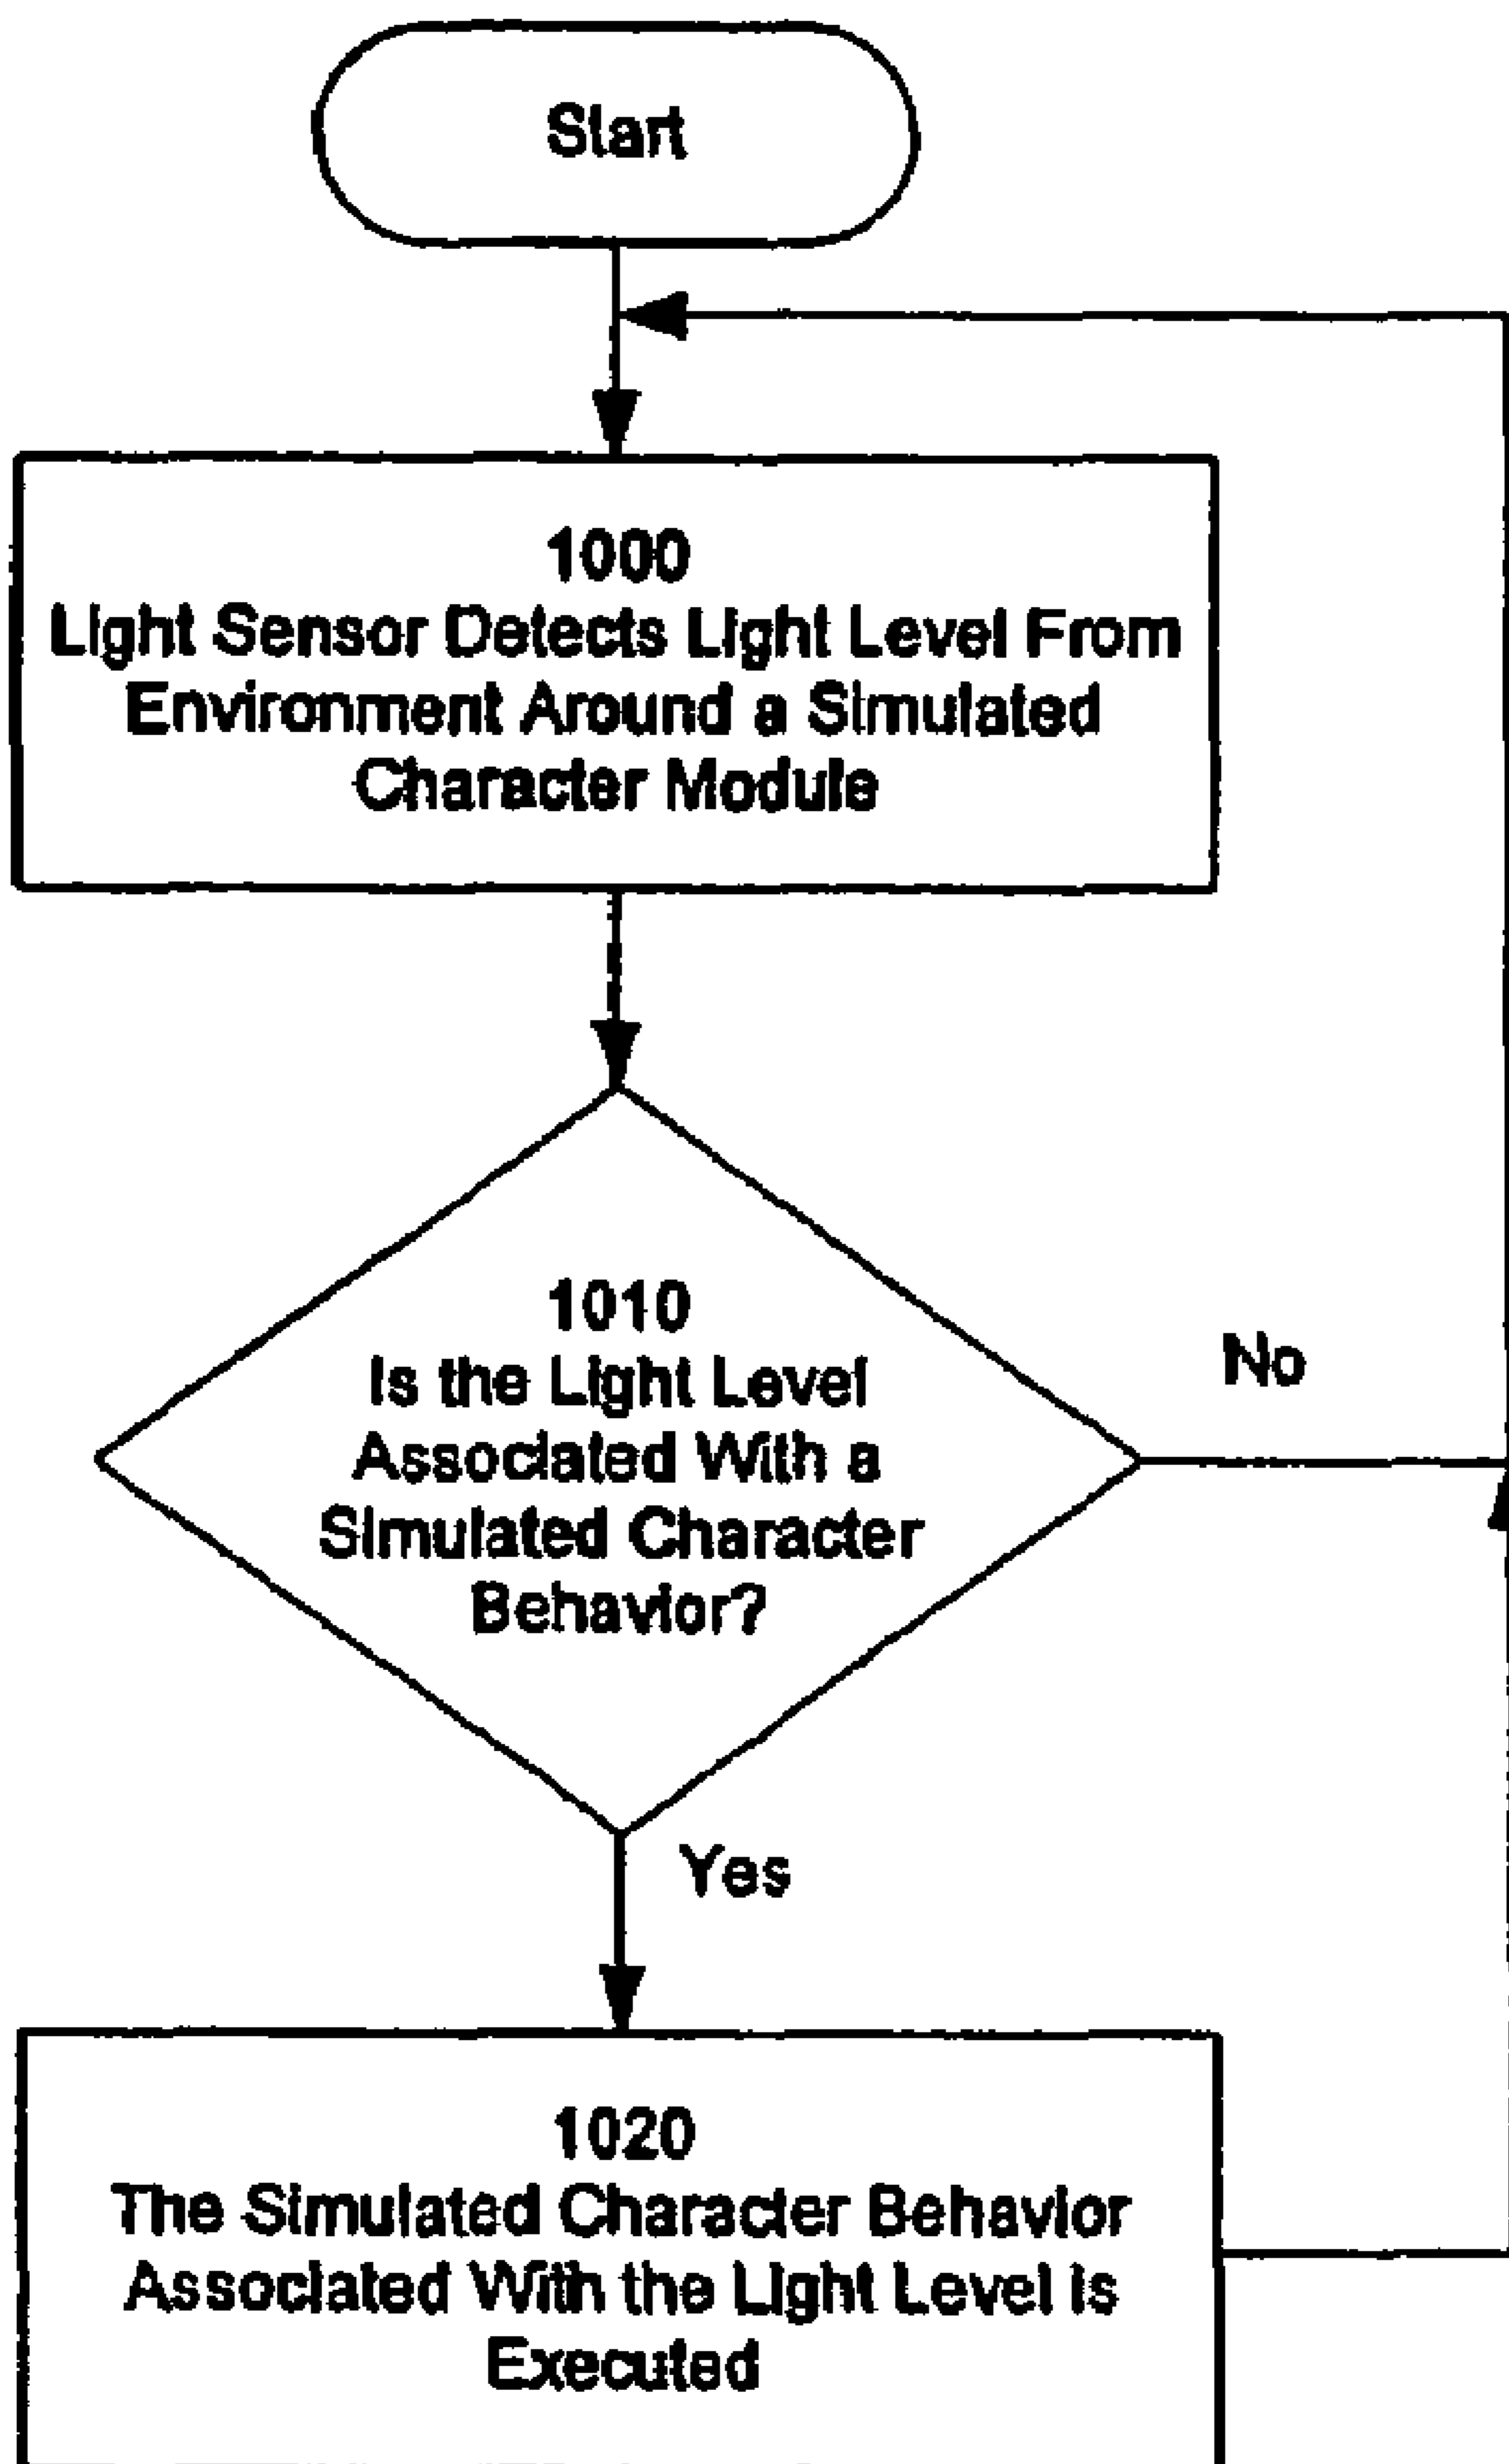 Start
1000
Light Sensor Detects Light Level From
Environment Around a Simulated
Character Module
1010
Is the Light Level
Associated With a
Simulated Character
Behavior?
No
Yes
1020
The Simulated Character Behavior
Associated With the Light Level is
Executed